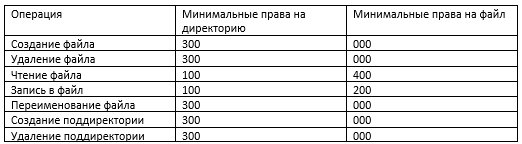 Операция Минимальные права на директорию Минимальные права на файл
Создание файла 300 000
Удаление файла 300 000
Чтение файла 100 400
Запись в файл 100 200
Переименование файла 300 000
Создание поддиректории 300 000
Удаление поддиректории 300 000